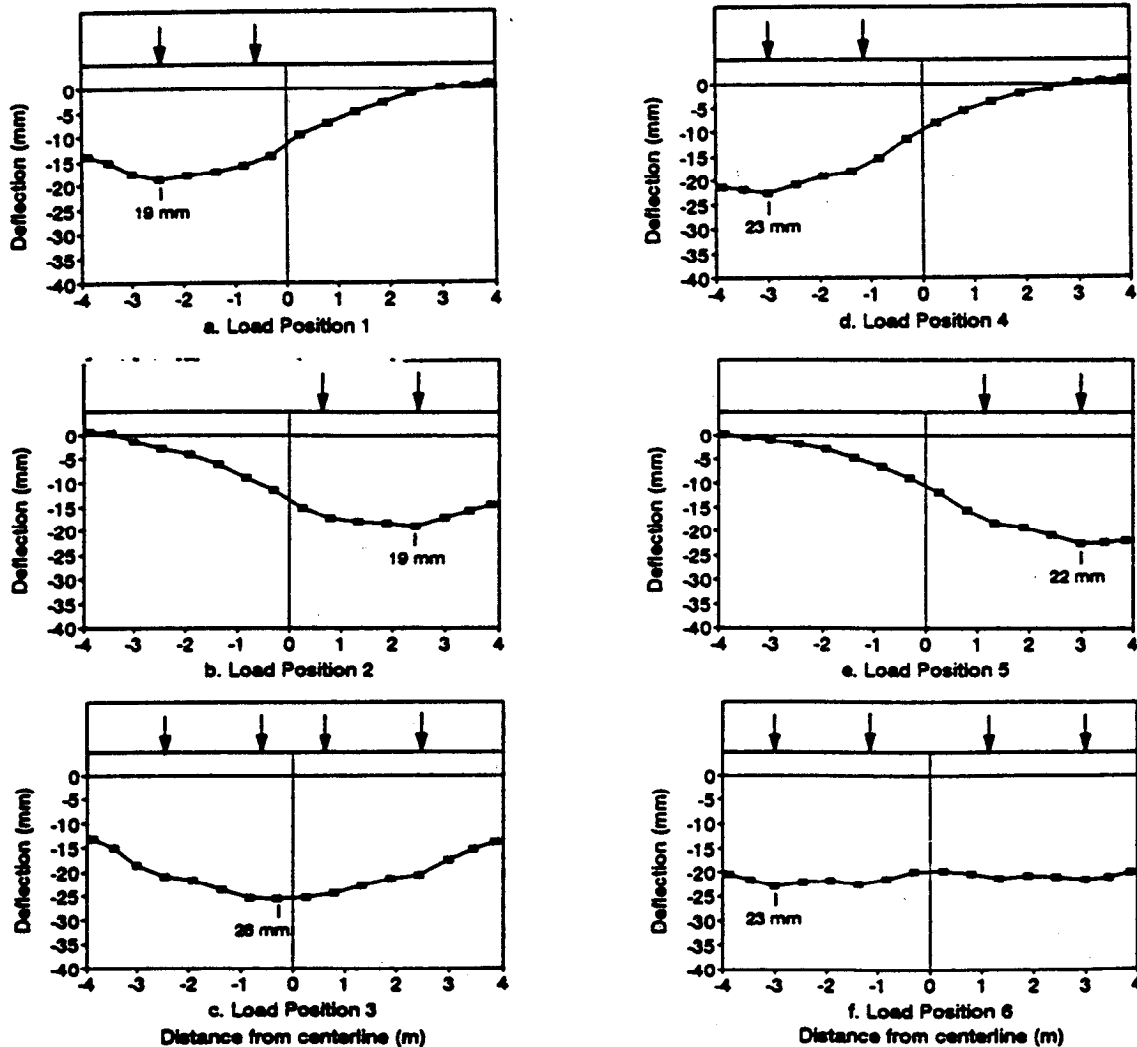 Deflection (mm)
0
-5
-10
-15
-20
-25
-30
-35
-40
19 mm
-4 -3 -2 -1 0 1 2 3 4
a. Load Position 1
Deflection (mm)
0
-5
-10
-15
-20
-25
-30
-35
-40
23 mm
-4 -3 -2 -1 0 1 2 3 4
d. Load Position 4
Deflection (mm)
0
-5
-10
-15
-20
-25
-30
-35
-40
19 mm
-4 -3 -2 -1 0 1 2 3 4
b. Load Position 2
Deflection (mm)
0
-5
-10
-15
-20
-25
-30
-35
-40
22 mm
-4 -3 -2 -1 0 1 2 3 4
e. Load Position 5
Deflection (mm)
0
-5
-10
-15
-20
-25
-30
-35
-40
26 mm
-4 -3 -2 -1 0 1 2 3 4
c. Load Position 3
Distance from centerline (m)
Deflection (mm)
0
-5
-10
-15
-20
-25
-30
-35
-40
23 mm
-4 -3 -2 -1 0 1 2 3 4
f. Load Position 6
Distance from centerline (m)